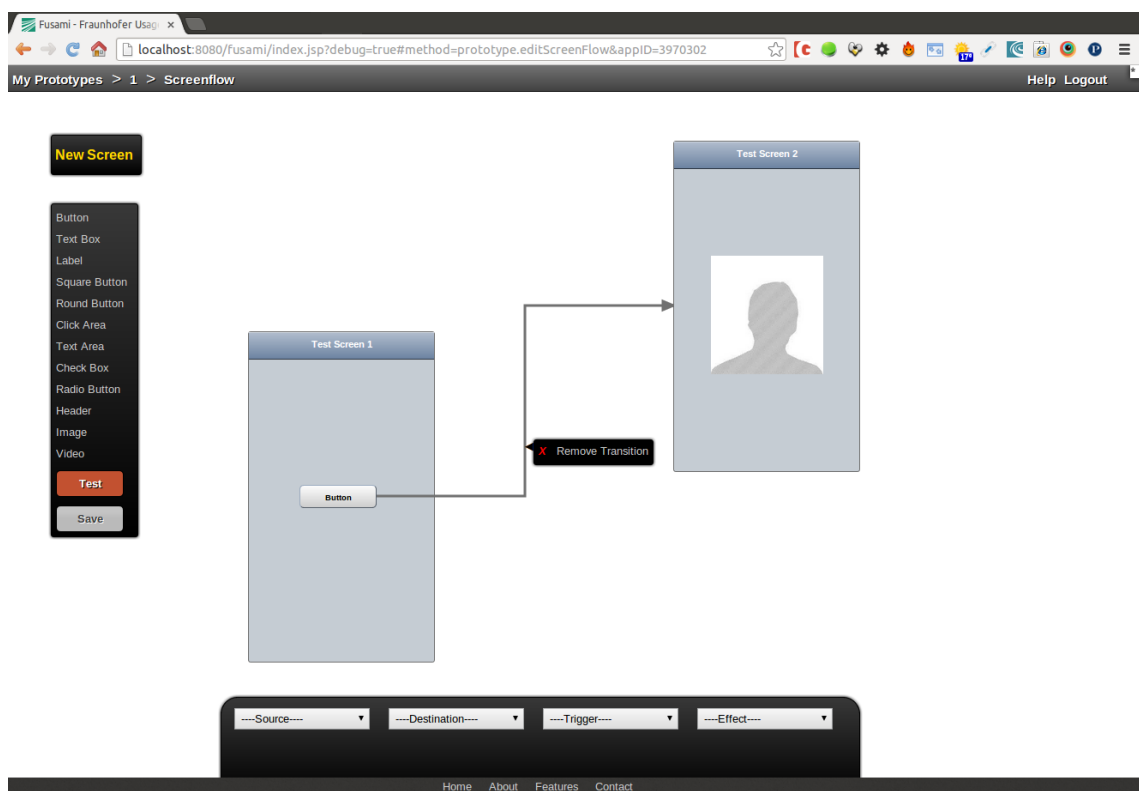 Fusami - Fraunhofer Usag
localhost:8080/fusami/index.jsp?debug=true#method=prototype.editScreenFlow&appID=3970302
17°
My Prototypes > 1 > Screenflow
Help Logout
New Screen
Test Screen 2
Button
Text Box
Label
Square Button
Round Button
Click Area
Text Area
Check Box
Radio Button
Header
Image
Video
Test
Save
Test Screen 1
X Remove Transition
Button
----Source----
----Destination----
----Trigger----
----Effect----
Home About Features Contact